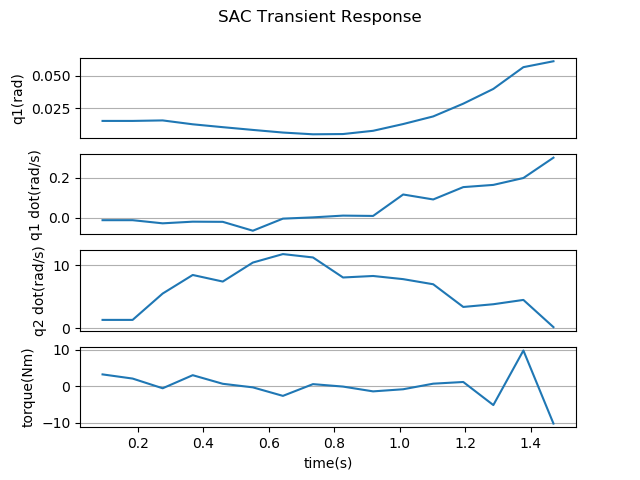 SAC Transient Response
q1(rad)
0.050
0.025
q1 dot(rad/s)
0.2
0.0
q2 dot(rad/s)
10
0
torque(Nm)
10
0
−10
0.2 0.4 0.6 0.8 1.0 1.2 1.4
time(s)